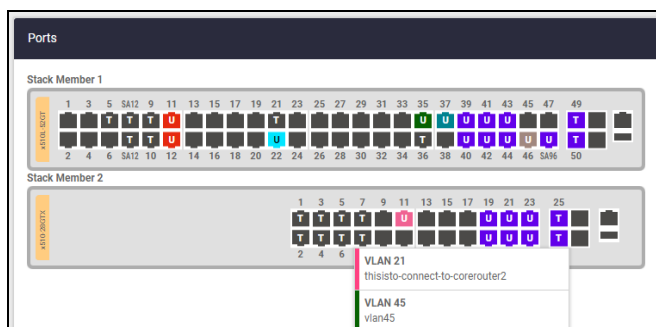 Ports
Stack Member 1
x510L-52GT
1 3 5 SA12 9 11 13 15 17 19 21 23 25 27 29 31 33 35 37 39 41 43 45 47 49
T T T U T U U U U U T
T T U U T U U U U U T
2 4 6 SA12 10 12 14 16 18 20 22 24 26 28 30 32 34 36 38 40 42 44 46 SA96 50
Stack Member 2
x510-28GTX
1 3 5 7 9 11 13 15 17 19 21 23 25
T T T T U U U U T
T T T T U U U T
2 4 6
VLAN 21
thisisto-connect-to-corerouter2
VLAN 45
vlan45